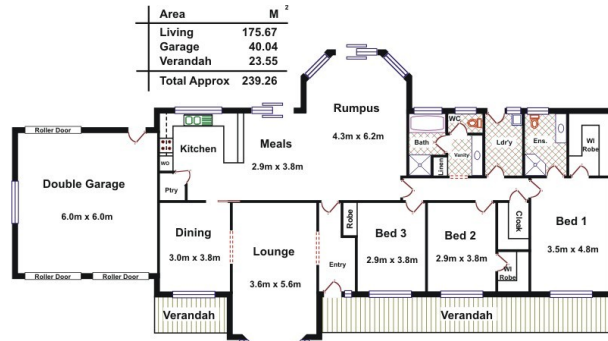 Area M²
Living 175.67
Garage 40.04
Verandah 23.55
Total Approx 239.26
Roller Door
Rumpus
4.3m x 6.2m
Kitchen
Meals
2.9m x 3.8m
WO
Ptry
Bath
WC
Vanity
Linen
Ldr'y
Ens.
WI
Robe
Double Garage
6.0m x 6.0m
Dining
3.0m x 3.8m
Lounge
3.6m x 5.6m
Entry
Robe
Bed 3
2.9m x 3.8m
Bed 2
2.9m x 3.8m
Cloak
WI
Robe
Bed 1
3.5m x 4.8m
Roller Door
Roller Door
Verandah
Verandah